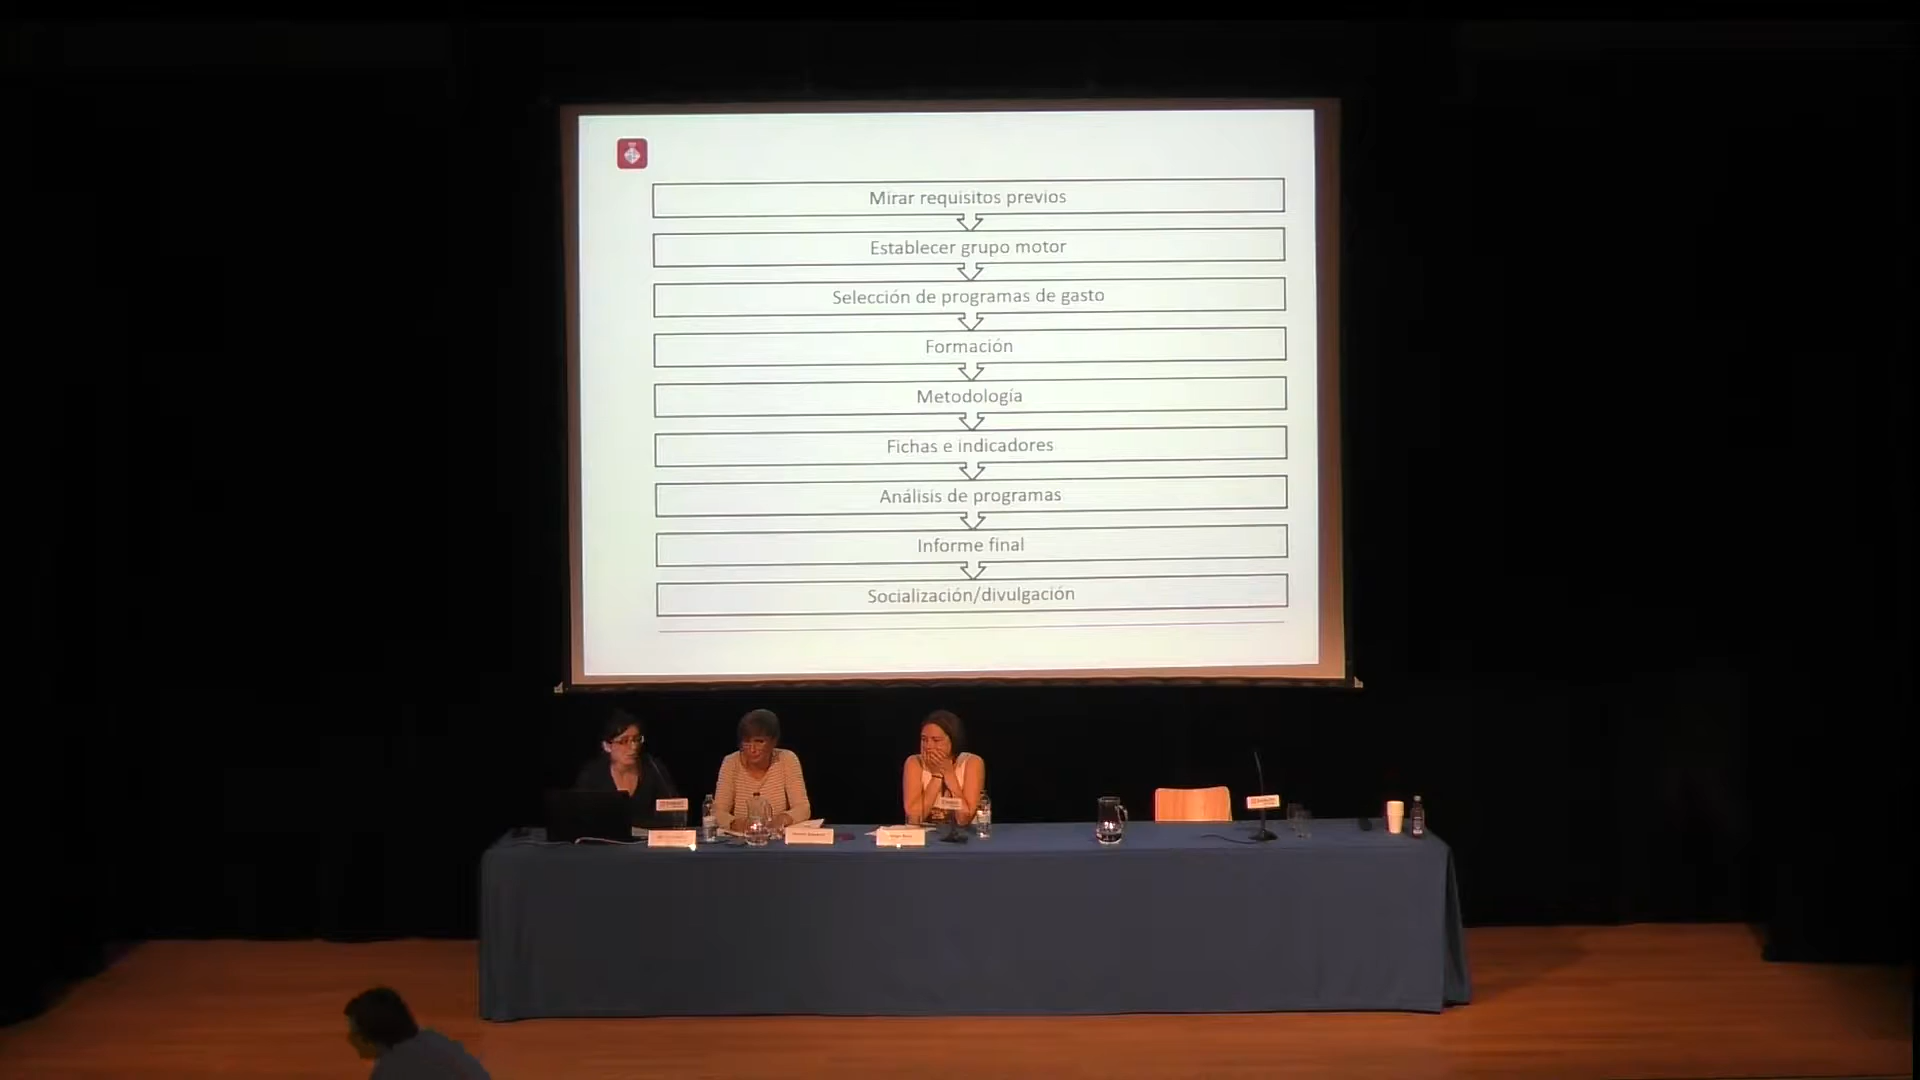 Mirar requisitos previos
Establecer grupo motor
Selección de programas de gasto
Formación
Metodología
Fichas e indicadores
Análisis de programas
Informe final
Socialización/divulgación